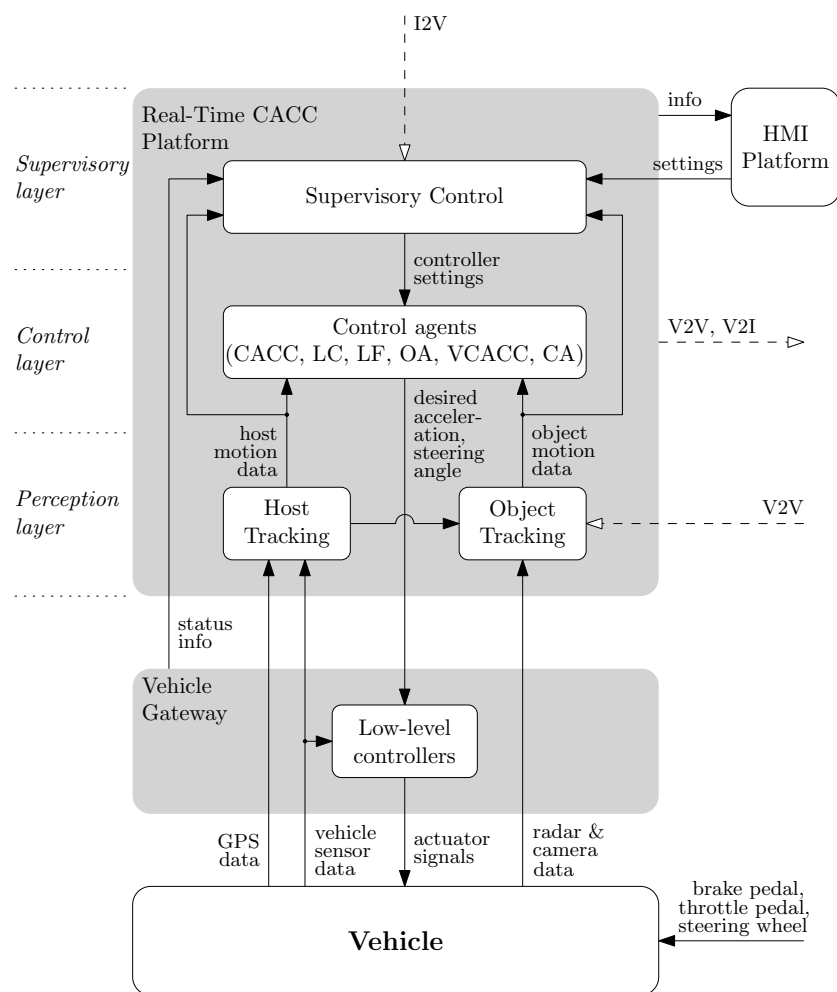 I2V
Real-Time CACC
Platform
info
HMI
Platform
settings
Supervisory
layer
Supervisory Control
controller
settings
Control
layer
Control agents
(CACC, LC, LF, OA, VCACC, CA)
V2V, V2I
host
motion
data
desired
acceler-
ation,
steering
angle
object
motion
data
Perception
layer
Host
Tracking
Object
Tracking
V2V
status
info
Vehicle
Gateway
Low-level
controllers
GPS
data
vehicle
sensor
data
actuator
signals
radar &
camera
data
brake pedal,
throttle pedal,
steering wheel
Vehicle